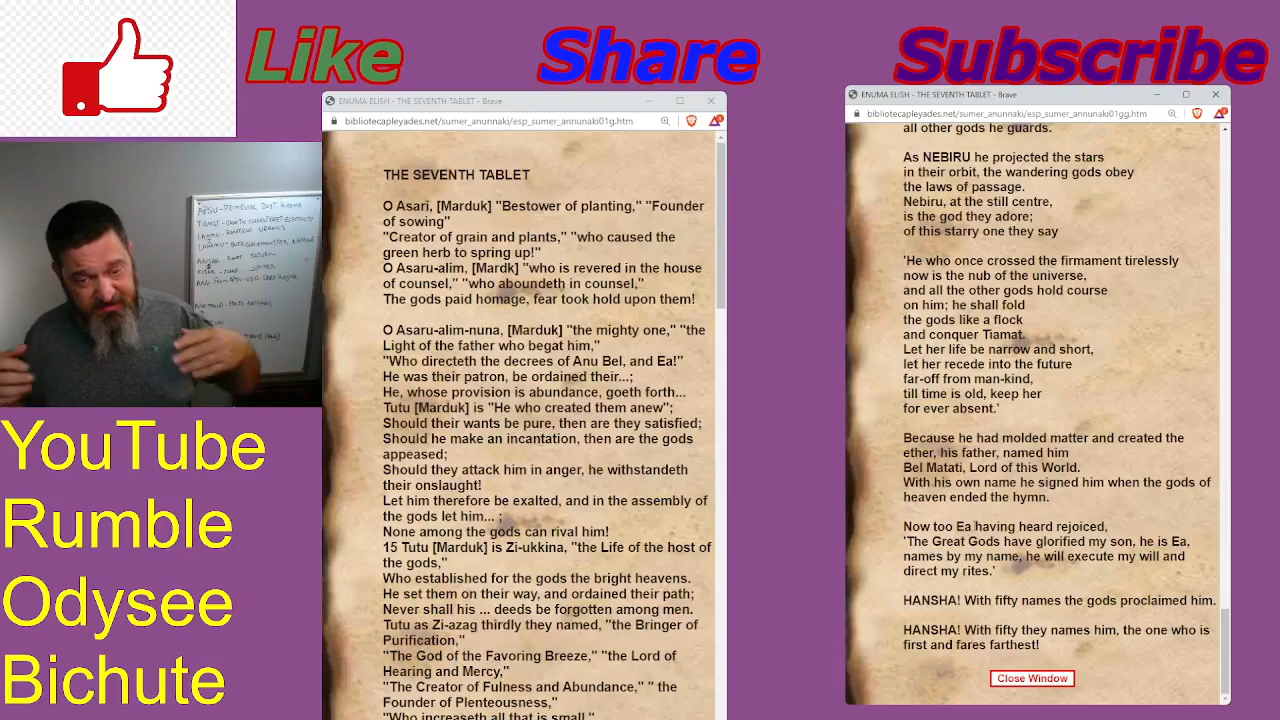 Like
Share
Subscribe
ENUMA ELISH - THE SEVENTH TABLET - Brave
bibliotecapleyades.net/sumer_anunnaki/esp_sumer_annunaki01g.htm
THE SEVENTH TABLET
O Asari, [Marduk] "Bestower of planting," "Founder
of sowing"
"Creator of grain and plants," "who caused the
green herb to spring up!"
O Asaru-alim, [Mardk] "who is revered in the house
of counsel," "who aboundeth in counsel,"
The gods paid homage, fear took hold upon them!
O Asaru-alim-nuna, [Marduk] "the mighty one," "the
Light of the father who begat him,"
"Who directeth the decrees of Anu Bel, and Ea!"
He was their patron, be ordained their...;
He, whose provision is abundance, goeth forth...
Tutu [Marduk] is "He who created them anew";
Should their wants be pure, then are they satisfied;
Should he make an incantation, then are the gods
appeased;
Should they attack him in anger, he withstandeth
their onslaught!
Let him therefore be exalted, and in the assembly of
the gods let him... ;
None among the gods can rival him!
15 Tutu [Marduk] is Zi-ukkina, "the Life of the host of
the gods,"
Who established for the gods the bright heavens.
He set them on their way, and ordained their path;
Never shall his ... deeds be forgotten among men.
Tutu as Zi-azag thirdly they named, "the Bringer of
Purification,"
"The God of the Favoring Breeze," "the Lord of
Hearing and Mercy,"
"The Creator of Fulness and Abundance," " the
Founder of Plenteousness,"
"Who increaseth all that is small,"
ENUMA ELISH - THE SEVENTH TABLET - Brave
bibliotecapleyades.net/sumer_anunnaki/esp_sumer_annunaki01gg.htm
all other gods he guards.
As NEBIRU he projected the stars
in their orbit, the wandering gods obey
the laws of passage.
Nebiru, at the still centre,
is the god they adore;
of this starry one they say
'He who once crossed the firmament tirelessly
now is the nub of the universe,
and all the other gods hold course
on him; he shall fold
the gods like a flock
and conquer Tiamat.
Let her life be narrow and short,
let her recede into the future
far-off from man-kind,
till time is old, keep her
for ever absent.'
Because he had molded matter and created the
ether, his father, named him
Bel Matati, Lord of this World.
With his own name he signed him when the gods of
heaven ended the hymn.
Now too Ea having heard rejoiced,
'The Great Gods have glorified my son, he is Ea,
names by my name, he will execute my will and
direct my rites.'
HANSHA! With fifty names the gods proclaimed him.
HANSHA! With fifty they names him, the one who is
first and fares farthest!
Close Window
YouTube
Rumble
Odysee
Bichute